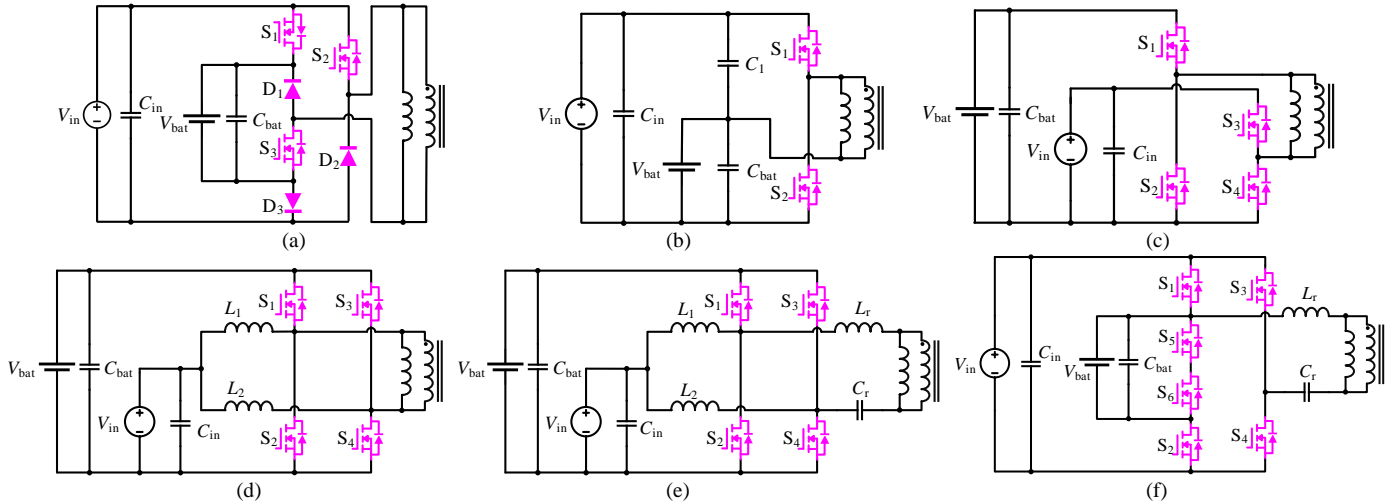 S1
S2
Vin
Cin
D1
Vbat
Cbat
S3
D2
D3
(a)
S1
C1
Vin
Cin
Vbat
Cbat
S2
(b)
S1
Vbat
Cbat
S3
Vin
Cin
S2
S4
(c)
S1
S3
L1
Vbat
Cbat
L2
Vin
Cin
S2
S4
(d)
S1
S3
L1
Lr
Vbat
Cbat
L2
Cr
Vin
Cin
S2
S4
(e)
S1
S3
Lr
S5
Vin
Cin
Vbat
Cbat
S6
Cr
S2
S4
(f)